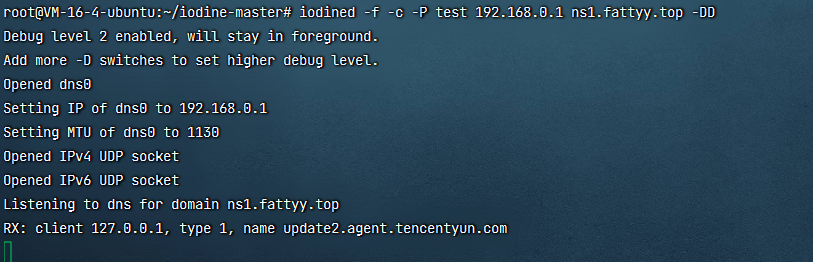 root@VM-16-4-ubuntu:~/iodine-master# iodined -f -c -P test 192.168.0.1 ns1.fattyy.top -DD
Debug level 2 enabled, will stay in foreground.
Add more -D switches to set higher debug level.
Opened dns0
Setting IP of dns0 to 192.168.0.1
Setting MTU of dns0 to 1130
Opened IPv4 UDP socket
Opened IPv6 UDP socket
Listening to dns for domain ns1.fattyy.top
RX: client 127.0.0.1, type 1, name update2.agent.tencentyun.com